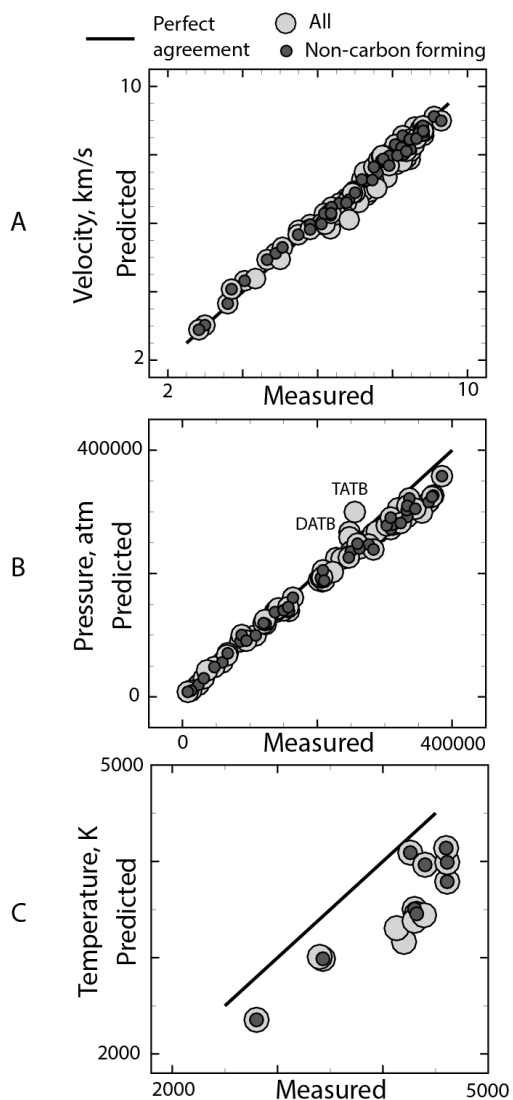 Perfect
agreement
All
Non-carbon forming
A
Velocity, km/s
Predicted
10
2
2
10
Measured
B
Pressure, atm
Predicted
400000
0
TATB
DATB
0
400000
Measured
C
Temperature, K
Predicted
5000
2000
2000
5000
Measured